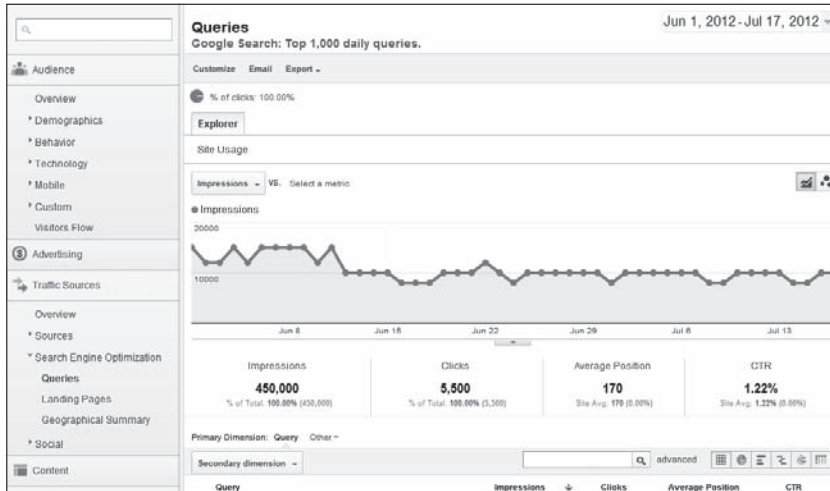 Audience
Overview
Demographics
Behavior
Technology
Mobile
Custom
Visitors Flow
Advertising
Traffic Sources
Overview
Sources
Search Engine Optimization
Queries
Landing Pages
Geographical Summary
Social
Content
Queries
Jun 1, 2012 - Jul 17, 2012
Google Search: Top 1,000 daily queries.
Customize Email Export
% of clicks: 100.00%
Explorer
Site Usage
Impressions VS. Select a metric
Impressions
20000
10000
Jun 8 Jun 15 Jun 22 Jun 29 Jul 6 Jul 13
Impressions Clicks Average Position CTR
450,000 5,500 170 1.22%
% of Total: 100.00% (450,000) % of Total: 100.00% (5,500) Site Avg: 170 (0.00%) Site Avg: 1.22% (0.00%)
Primary Dimension: Query Other
Secondary dimension advanced
Query Impressions Clicks Average Position CTR